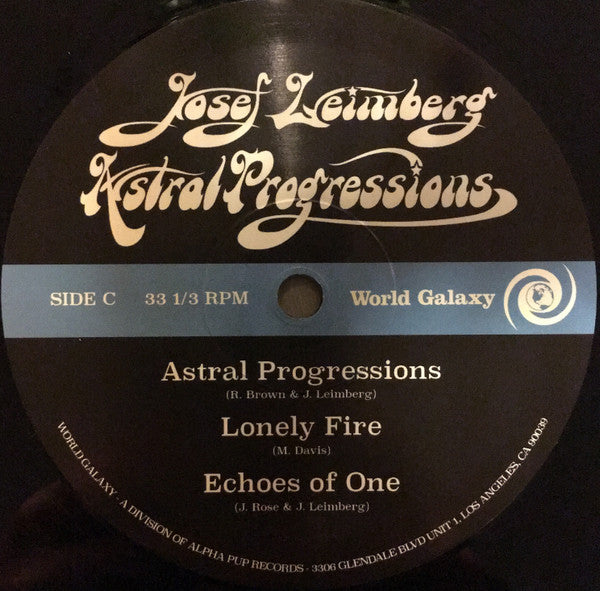 Josef Leimberg
Astral Progressions
SIDE C 33 1/3 RPM World Galaxy
Astral Progressions
(R. Brown & J. Leimberg)
Lonely Fire
(M. Davis)
Echoes of One
(J. Rose & J. Leimberg)
WORLD GALAXY - A DIVISION OF ALPHA PUP RECORDS - 3306 GLENDALE BLVD UNIT 1, LOS ANGELES, CA 90039